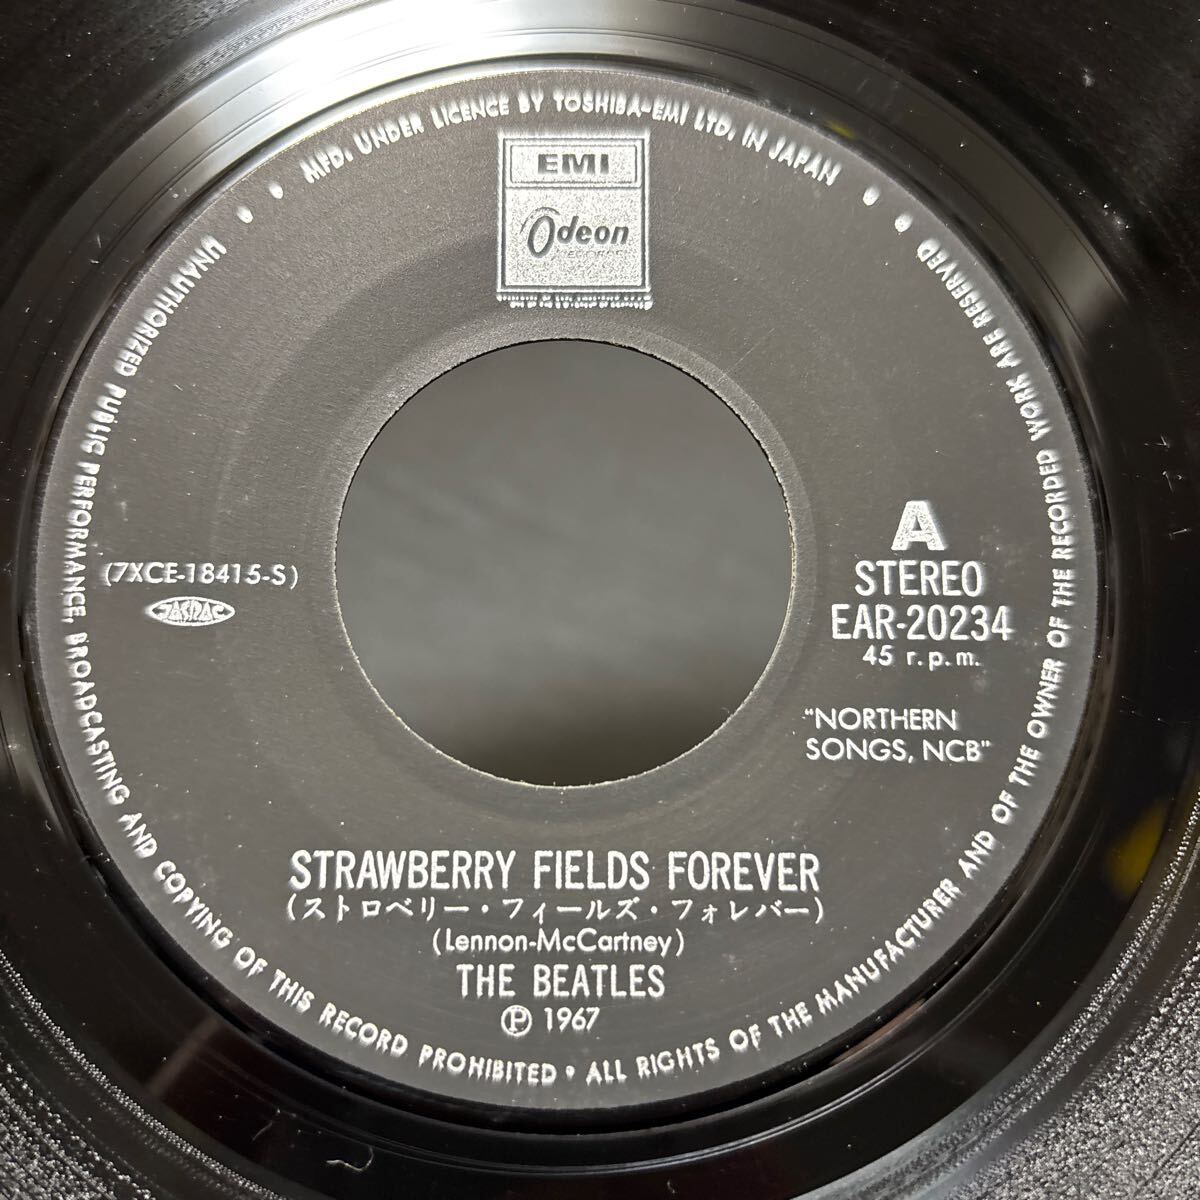 MFD. UNDER LICENCE BY TOSHIBA-EMI LTD. IN JAPAN
EMI
Odeon
(7XCE-18415-S)
JASRAC
A
STEREO
EAR-20234
45 r.p.m.
"NORTHERN
SONGS, NCB"
STRAWBERRY FIELDS FOREVER
(ストロベリー・フィールズ・フォレバー)
(Lennon-McCartney)
THE BEATLES
Ⓟ 1967
UNAUTHORIZED PUBLIC PERFORMANCE, BROADCASTING AND COPYING OF THIS RECORD PROHIBITED • ALL RIGHTS OF THE MANUFACTURER AND OF THE OWNER OF THE RECORDED WORK ARE RESERVED